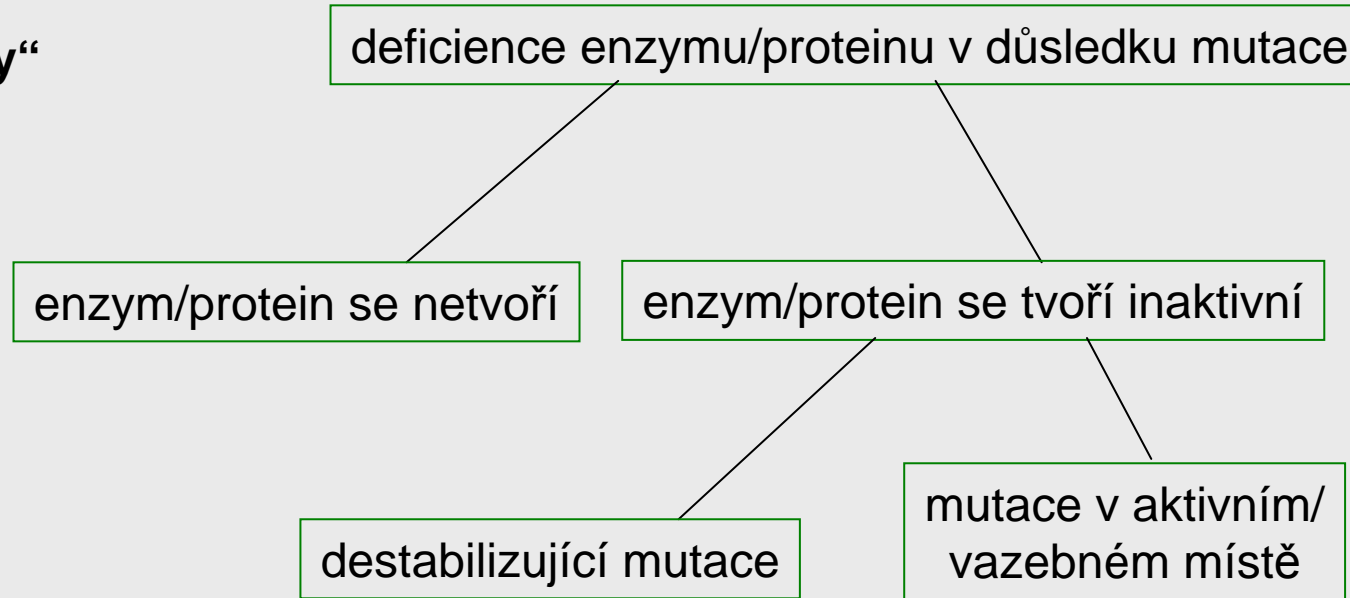 y“
deficience enzymu/proteinu v důsledku mutace
enzym/protein se netvoří
enzym/protein se tvoří inaktivní
destabilizující mutace
mutace v aktivním/
vazebném místě